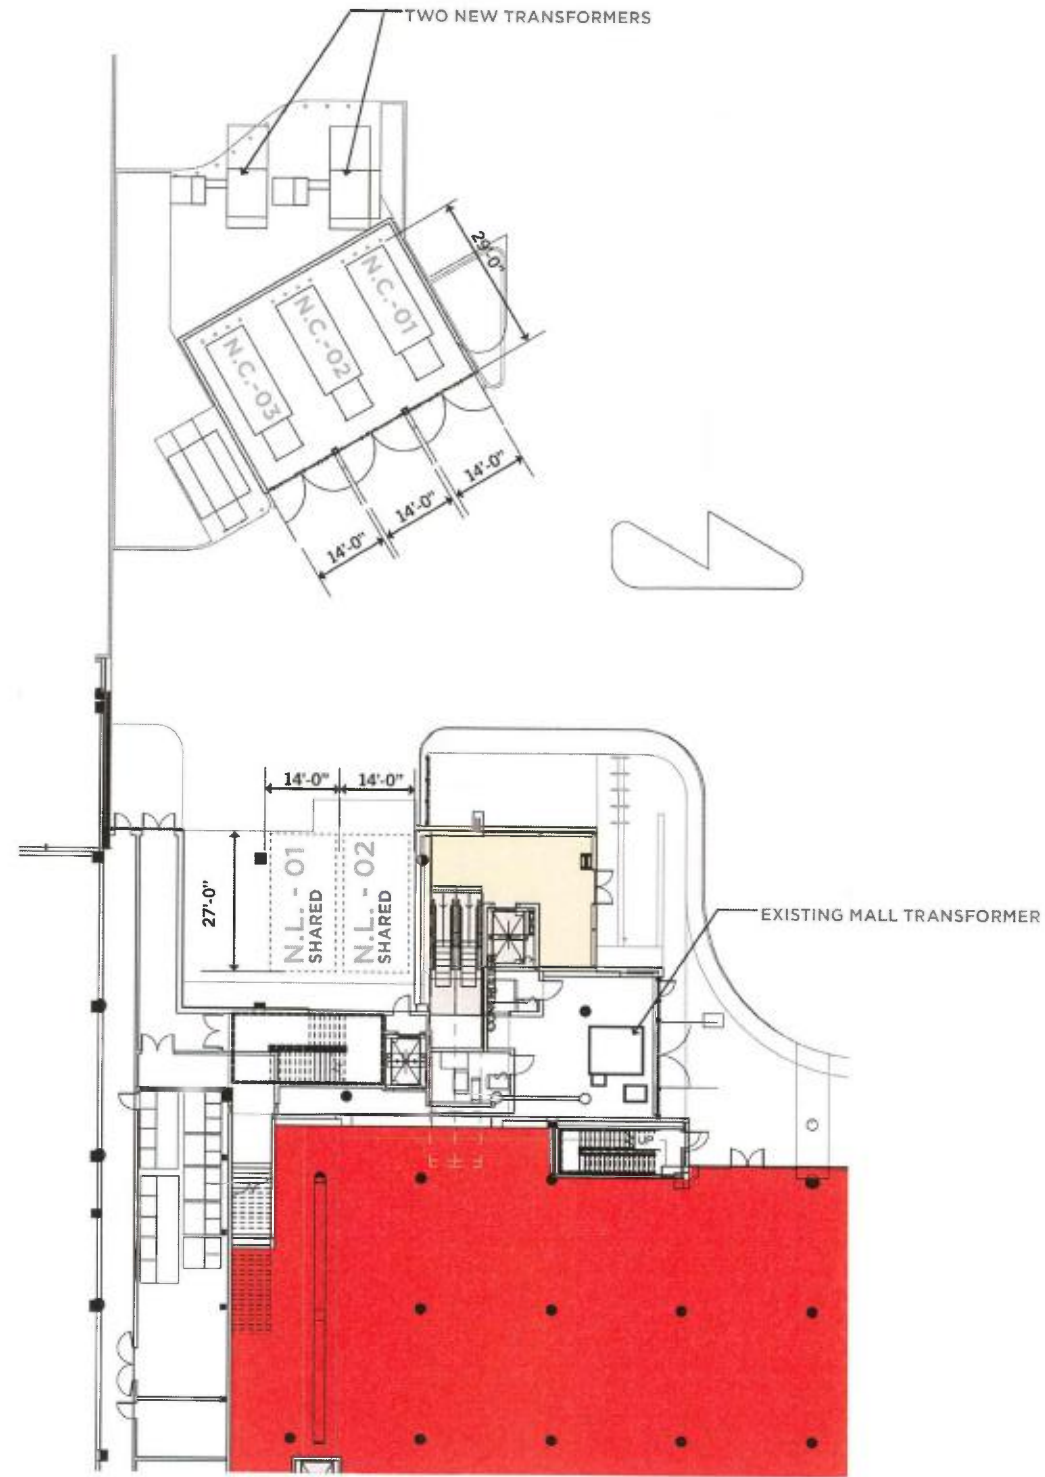 TWO NEW TRANSFORMERS
29'-0"
N.C.-01
N.C.-02
N.C.-03
14'-0"
14'-0"
14'-0"
14'-0"
14'-0"
27'-0"
N.L.- 01
SHARED
N.L.- 02
SHARED
EXISTING MALL TRANSFORMER
UP